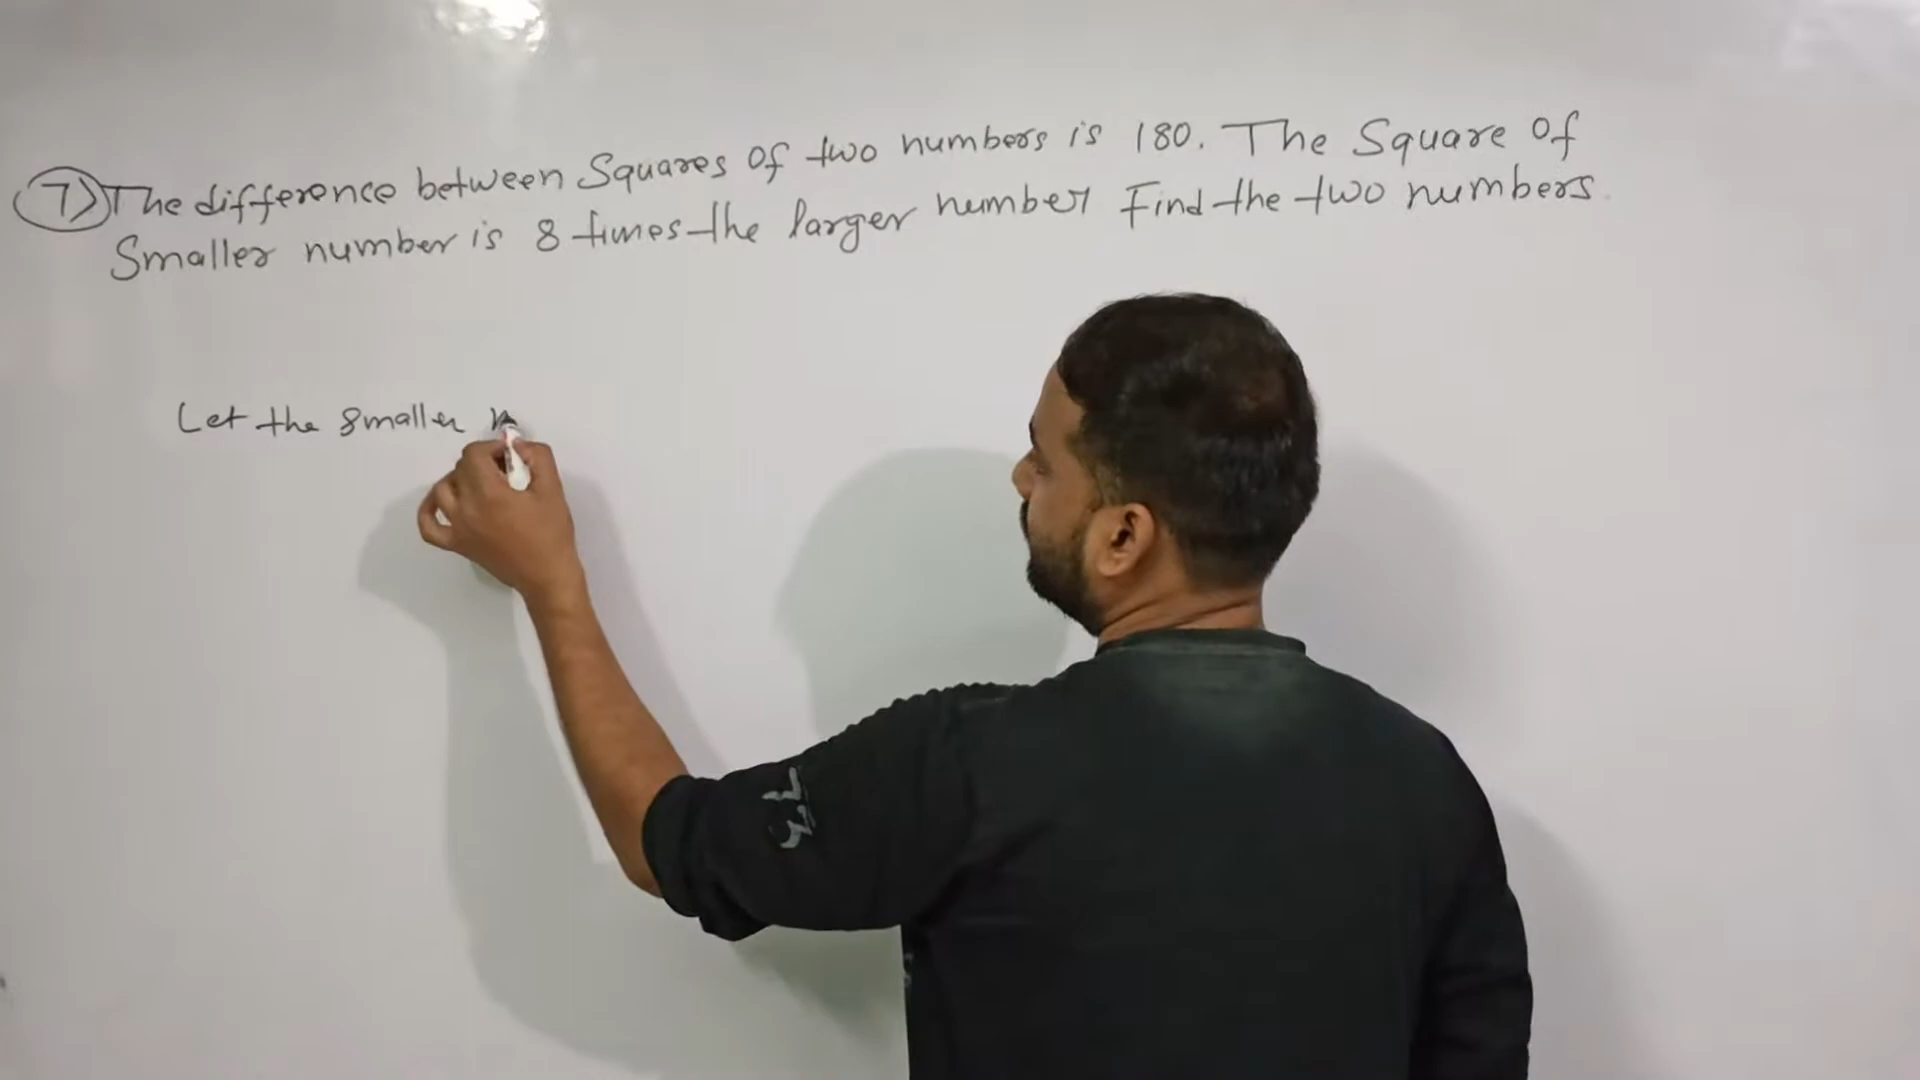 7) The difference between Squares of two numbers is 180. The Square of
Smaller number is 8 times the larger number Find the two numbers.
Let the smaller
73